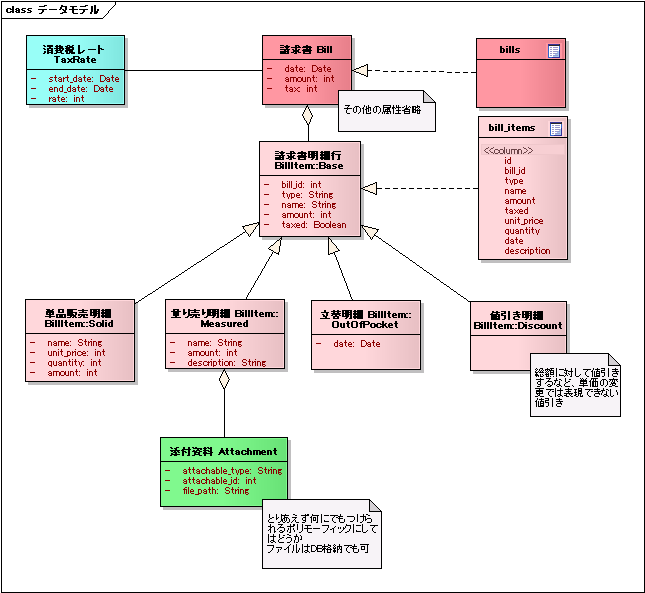 class データモデル
消費税レート
TaxRate
- start_date: Date
- end_date: Date
- rate: int
請求書 Bill
- date: Date
- amount: int
- tax: int
bills
その他の属性省略
請求書明細行
BillItem::Base
- bill_id: int
- type: String
- name: String
- amount: int
- taxed: Boolean
bill_items
<<column>>
id
bill_id
type
name
amount
taxed
unit_price
quantity
date
description
単品販売明細
BillItem::Solid
- name: String
- unit_price: int
- quantity: int
- amount: int
量り売り明細 BillItem::
Measured
- name: String
- amount: int
- description: String
立替明細 BillItem::
OutOfPocket
- date: Date
値引き明細
BillItem::Discount
総額に対して値引き
するなど、単価の変
更では表現できない
値引き
添付資料 Attachment
- attachable_type: String
- attachable_id: int
- file_path: String
とりあえず何にでもつけら
れるポリモーフィックにして
はどうか
ファイルはDB格納でも可